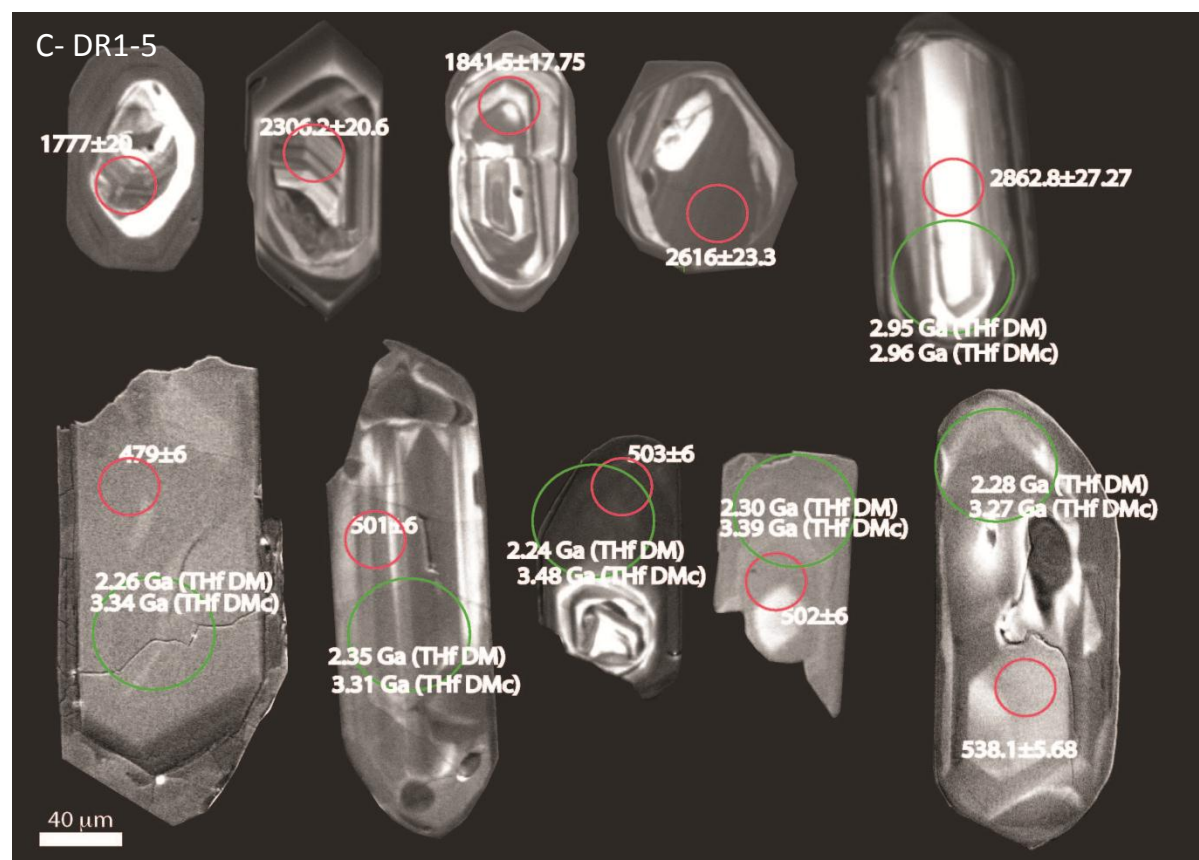 C- DR1-5
1777±20
2306.2±20.6
1841.5±17.75
2616±23.3
2862.8±27.27
2.95 Ga (THf DM)
2.96 Ga (THf DMc)
479±6
2.26 Ga (THf DM)
3.34 Ga (THf DMc)
501±6
2.35 Ga (THf DM)
3.31 Ga (THf DMc)
503±6
2.24 Ga (THf DM)
3.48 Ga (THf DMc)
2.30 Ga (THf DM)
3.39 Ga (THf DMc)
502±6
2.28 Ga (THf DM)
3.27 Ga (THf DMc)
538.1±5.68
40 µm